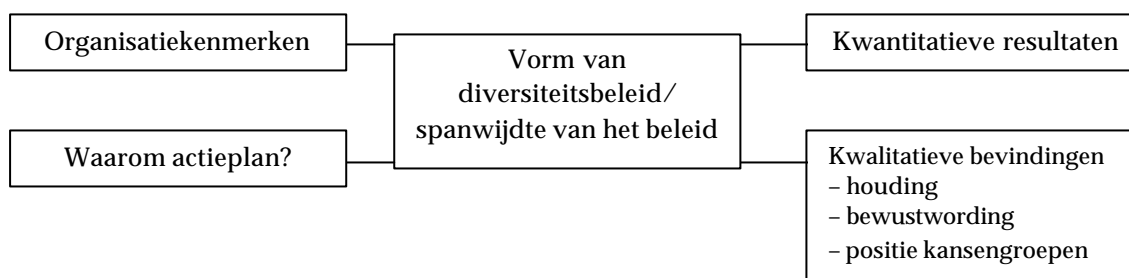 Organisatiekenmerken
Waarom actieplan?
Vorm van
diversiteitsbeleid/
spanwijdte van het beleid
Kwantitatieve resultaten
Kwalitatieve bevindingen
– houding
– bewustwording
– positie kansengroepen